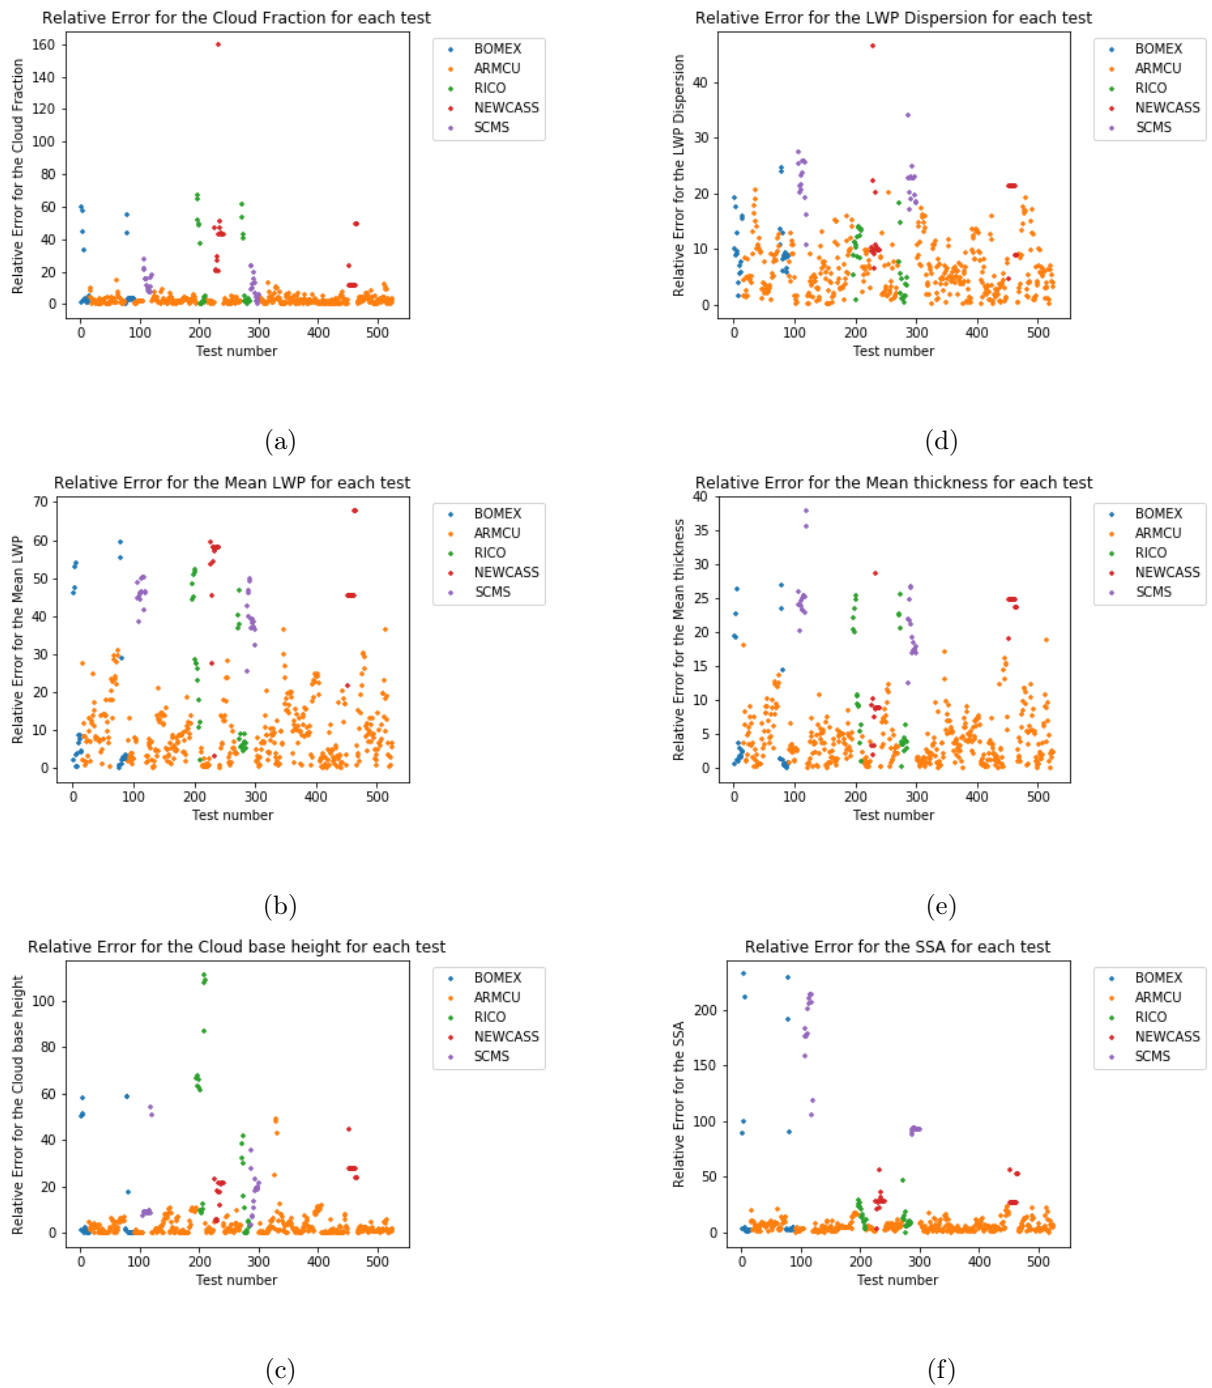 Relative Error for the Cloud Fraction for each test
Relative Error for the Cloud Fraction
160
140
120
100
80
60
40
20
0
0 100 200 300 400 500
Test number
BOMEX
ARMCU
RICO
NEWCASS
SCMS
(a)
Relative Error for the LWP Dispersion for each test
Relative Error for the LWP Dispersion
40
30
20
10
0
0 100 200 300 400 500
Test number
BOMEX
ARMCU
RICO
NEWCASS
SCMS
(d)
Relative Error for the Mean LWP for each test
Relative Error for the Mean LWP
70
60
50
40
30
20
10
0
0 100 200 300 400 500
Test number
BOMEX
ARMCU
RICO
NEWCASS
SCMS
(b)
Relative Error for the Mean thickness for each test
Relative Error for the Mean thickness
40
35
30
25
20
15
10
5
0
0 100 200 300 400 500
Test number
BOMEX
ARMCU
RICO
NEWCASS
SCMS
(e)
Relative Error for the Cloud base height for each test
Relative Error for the Cloud base height
100
80
60
40
20
0
0 100 200 300 400 500
Test number
BOMEX
ARMCU
RICO
NEWCASS
SCMS
(c)
Relative Error for the SSA for each test
Relative Error for the SSA
200
150
100
50
0
0 100 200 300 400 500
Test number
BOMEX
ARMCU
RICO
NEWCASS
SCMS
(f)